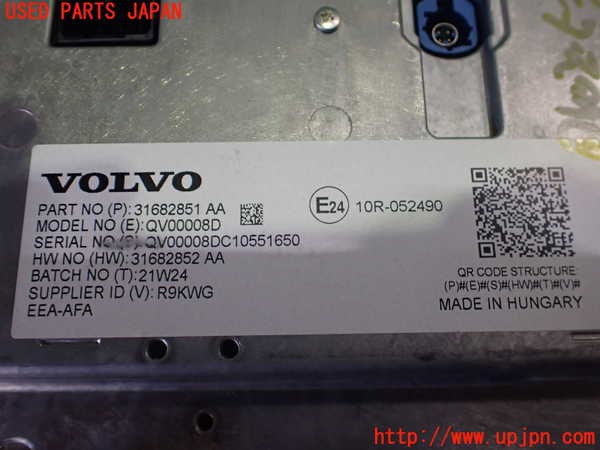 USED PARTS JAPAN
VOLVO
PART NO (P): 31682851 AA
MODEL NO (E): QV00008D
SERIAL NO (S): QV00008DC10551650
HW NO (HW): 31682852 AA
BATCH NO (T): 21W24
SUPPLIER ID (V): R9KWG
EEA-AFA
E24 10R-052490
QR CODE STRUCTURE:
(P)#(E)#(S)#(HW)#(T)#(V)#
MADE IN HUNGARY
UPJ
http://www.upjpn.com/